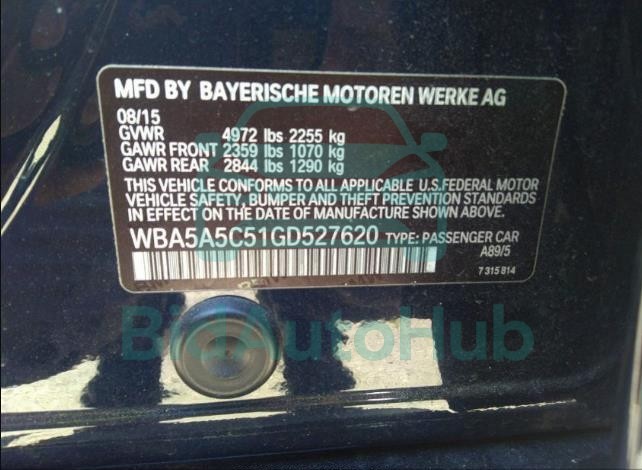 MFD BY BAYERISCHE MOTOREN WERKE AG
08/15
GVWR 4972 lbs 2255 kg
GAWR FRONT 2359 lbs 1070 kg
GAWR REAR 2844 lbs 1290 kg
THIS VEHICLE CONFORMS TO ALL APPLICABLE U.S.FEDERAL MOTOR
VEHICLE SAFETY, BUMPER AND THEFT PREVENTION STANDARDS
IN EFFECT ON THE DATE OF MANUFACTURE SHOWN ABOVE.
WBA5A5C51GD527620 TYPE: PASSENGER CAR
A89/5
7 315 814
BidAutoHub